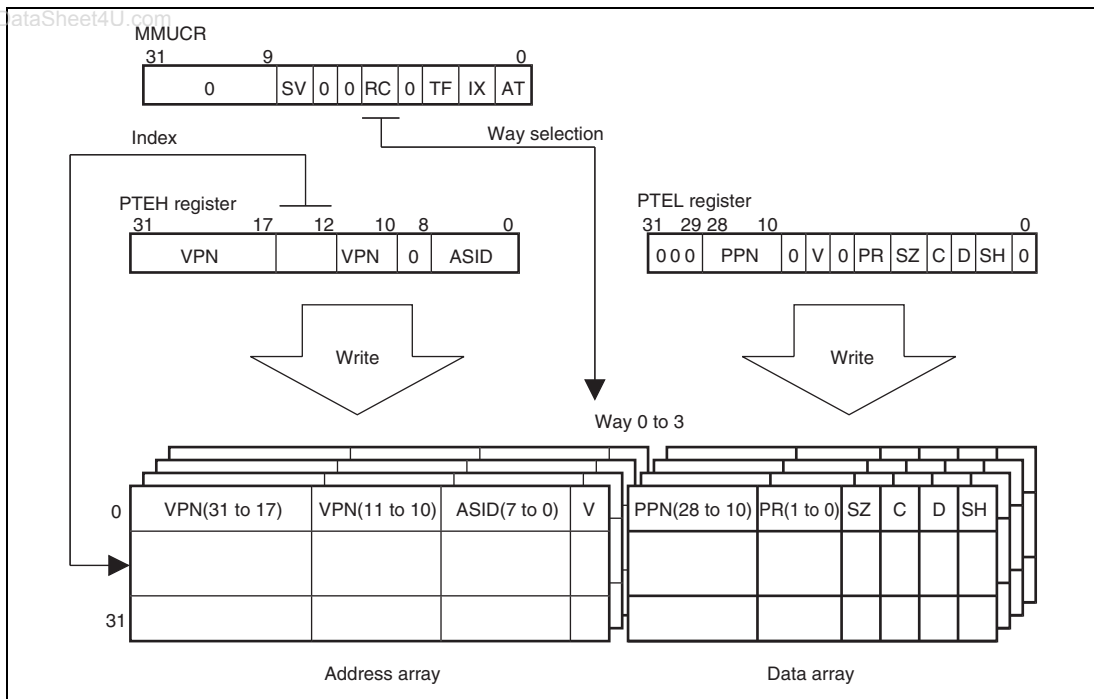 DataSheet4U.com
MMUCR
31 9 0
0 SV 0 0 RC 0 TF IX AT
Index
Way selection
PTEH register
31 17 12 10 8 0
VPN VPN 0 ASID
PTEL register
31 29 28 10 0
0 0 0 PPN 0 V 0 PR SZ C D SH 0
Write
Write
Way 0 to 3
0 VPN(31 to 17) VPN(11 to 10) ASID(7 to 0) V PPN(28 to 10) PR(1 to 0) SZ C D SH
31
Address array
Data array